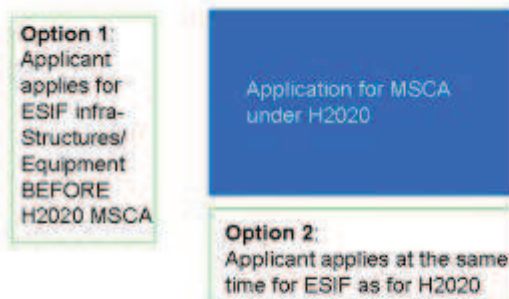 Option 1:
Applicant
applies for
ESIF infra-
Structures/
Equipment
BEFORE
H2020 MSCA
Application for MSCA
under H2020
Option 2:
Applicant applies at the same
time for ESIF as for H2020